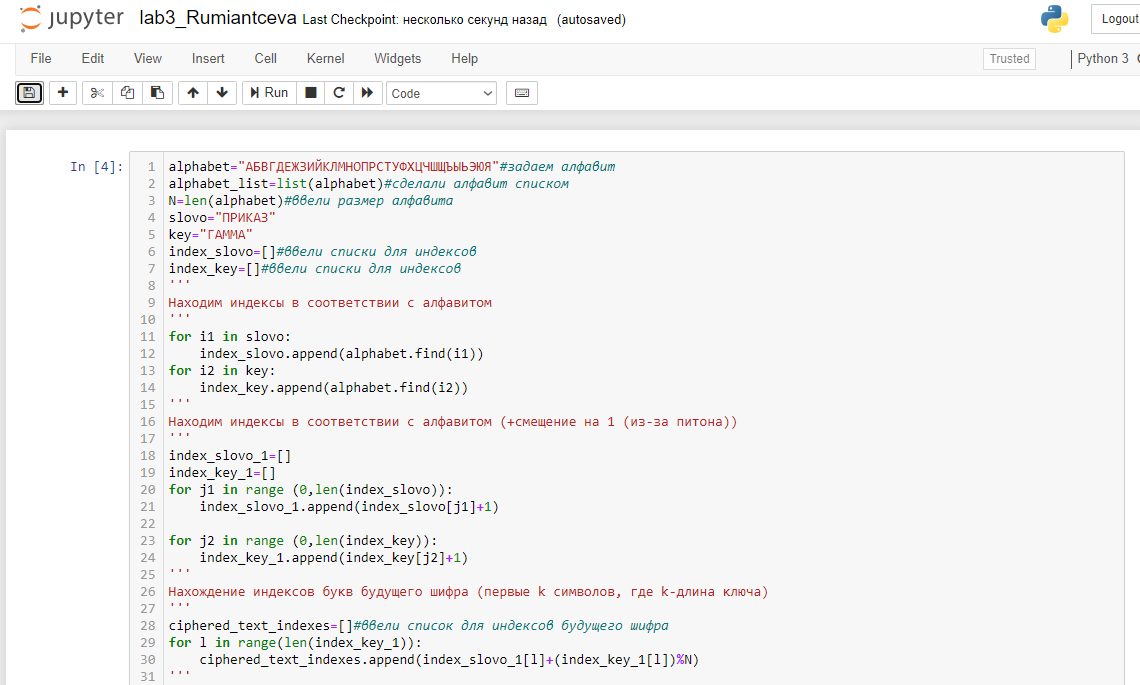 jupyter lab3_Rumiantceva Last Checkpoint: несколько секунд назад (autosaved)
Logout
File Edit View Insert Cell Kernel Widgets Help Trusted Python 3
Run Code
In [4]:
1 alphabet="АБВГДЕЖЗИЙКЛМНОПРСТУФХЦЧШЩЪЫЬЭЮЯ"#задаем алфавит
2 alphabet_list=list(alphabet)#сделали алфавит списком
3 N=len(alphabet)#ввели размер алфавита
4 slovo="ПРИКАЗ"
5 key="ГАММА"
6 index_slovo=[]#ввели списки для индексов
7 index_key=[]#ввели списки для индексов
8 '''
9 Находим индексы в соответствии с алфавитом
10 '''
11 for i1 in slovo:
12     index_slovo.append(alphabet.find(i1))
13 for i2 in key:
14     index_key.append(alphabet.find(i2))
15 '''
16 Находим индексы в соответствии с алфавитом (+смещение на 1 (из-за питона))
17 '''
18 index_slovo_1=[]
19 index_key_1=[]
20 for j1 in range (0,len(index_slovo)):
21     index_slovo_1.append(index_slovo[j1]+1)
22
23 for j2 in range (0,len(index_key)):
24     index_key_1.append(index_key[j2]+1)
25 '''
26 Нахождение индексов букв будущего шифра (первые k символов, где k-длина ключа)
27 '''
28 ciphered_text_indexes=[]#ввели список для индексов будущего шифра
29 for l in range(len(index_key_1)):
30     ciphered_text_indexes.append(index_slovo_1[l]+(index_key_1[l])%N)
31 '''